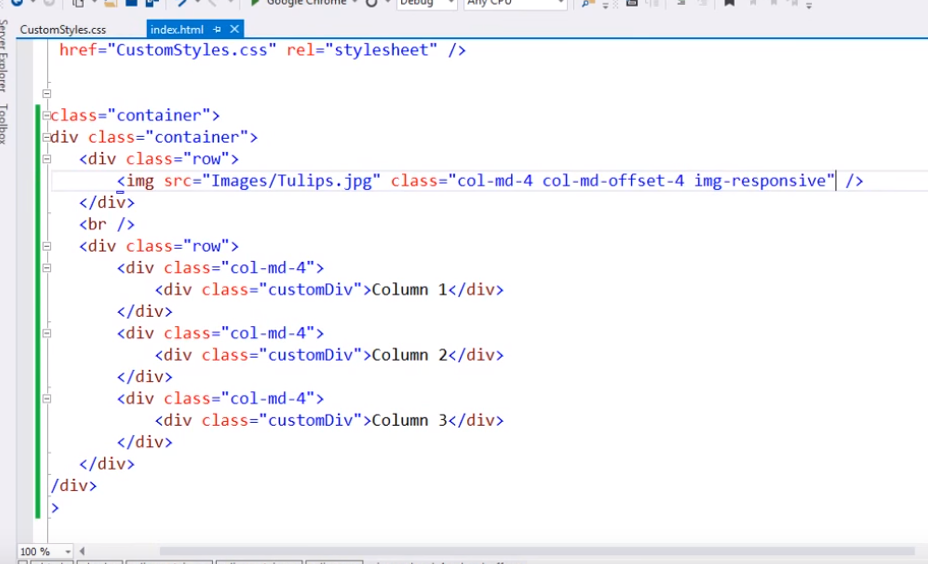 Google Chrome Debug Any CPU
CustomStyles.css index.html
Server Explorer
Toolbox
href="CustomStyles.css" rel="stylesheet" />
class="container">
div class="container">
<div class="row">
<img src="Images/Tulips.jpg" class="col-md-4 col-md-offset-4 img-responsive" />
</div>
<br />
<div class="row">
<div class="col-md-4">
<div class="customDiv">Column 1</div>
</div>
<div class="col-md-4">
<div class="customDiv">Column 2</div>
</div>
<div class="col-md-4">
<div class="customDiv">Column 3</div>
</div>
</div>
/div>
>
100 %